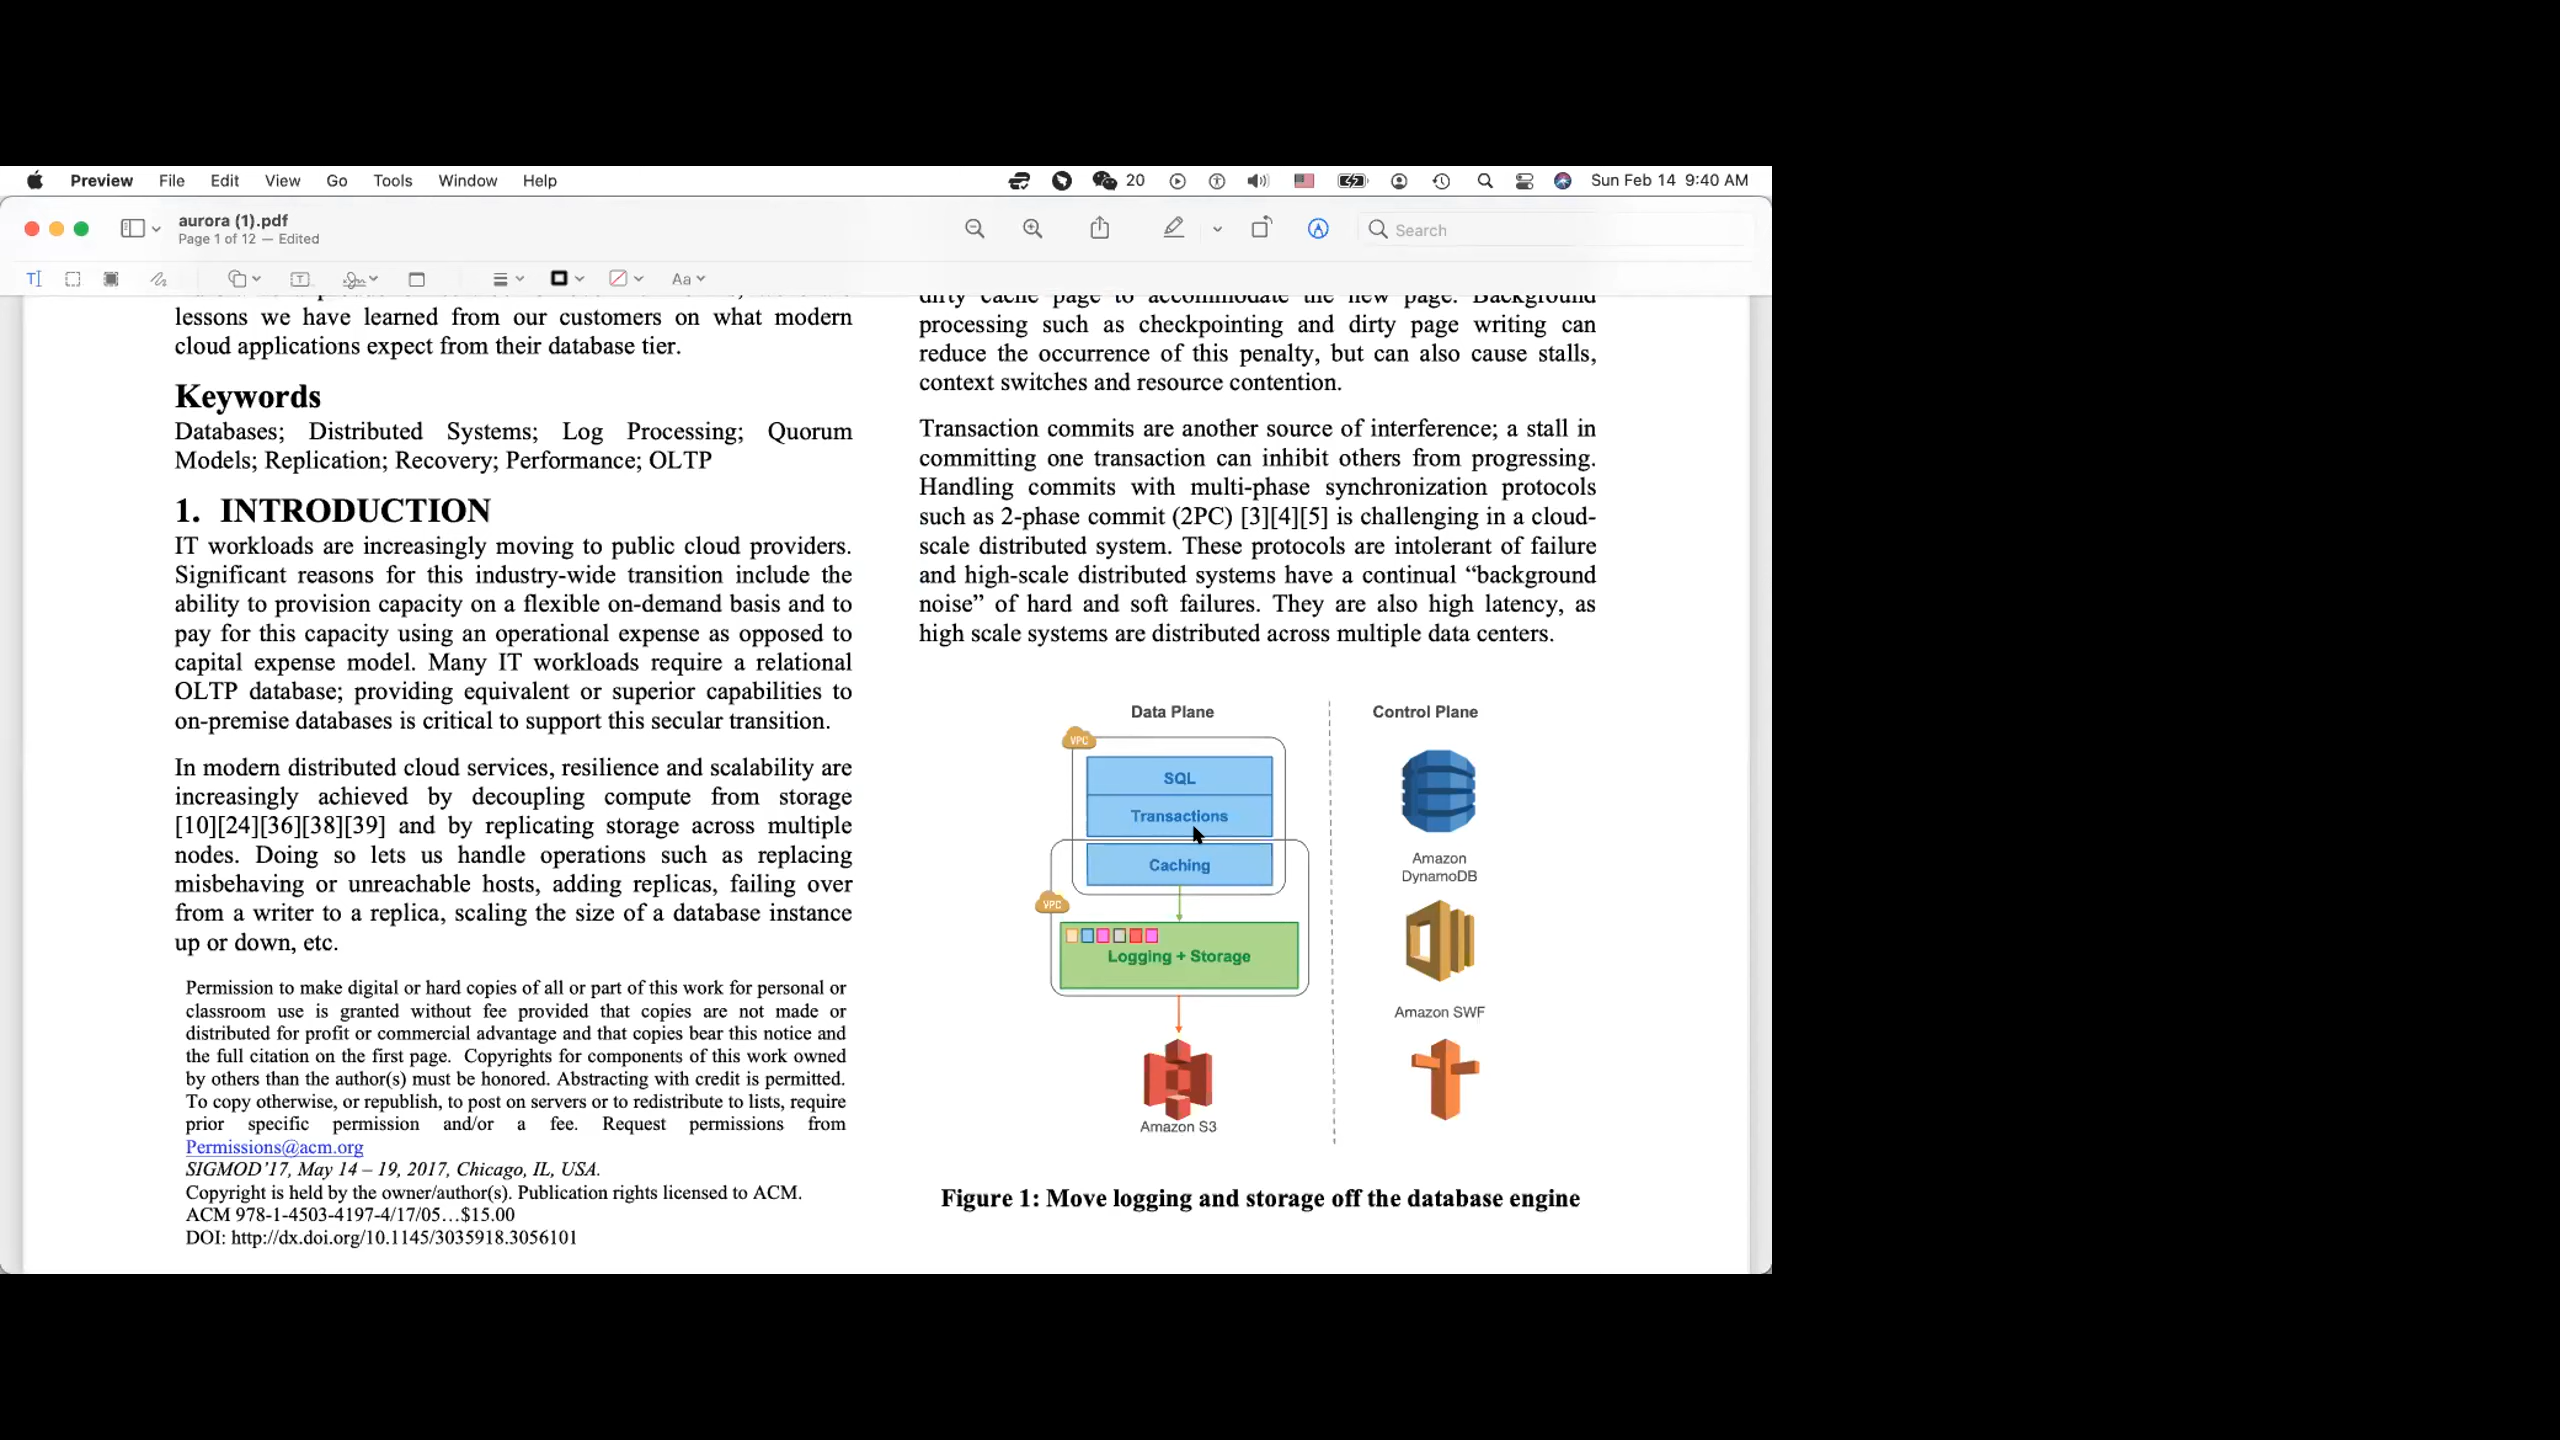 Preview File Edit View Go Tools Window Help 20 Sun Feb 14 9:40 AM
aurora (1).pdf
Page 1 of 12 — Edited
Search
Aa
lessons we have learned from our customers on what modern
cloud applications expect from their database tier.
Keywords
Databases; Distributed Systems; Log Processing; Quorum
Models; Replication; Recovery; Performance; OLTP
1. INTRODUCTION
IT workloads are increasingly moving to public cloud providers.
Significant reasons for this industry-wide transition include the
ability to provision capacity on a flexible on-demand basis and to
pay for this capacity using an operational expense as opposed to
capital expense model. Many IT workloads require a relational
OLTP database; providing equivalent or superior capabilities to
on-premise databases is critical to support this secular transition.
In modern distributed cloud services, resilience and scalability are
increasingly achieved by decoupling compute from storage
[10][24][36][38][39] and by replicating storage across multiple
nodes. Doing so lets us handle operations such as replacing
misbehaving or unreachable hosts, adding replicas, failing over
from a writer to a replica, scaling the size of a database instance
up or down, etc.
Permission to make digital or hard copies of all or part of this work for personal or
classroom use is granted without fee provided that copies are not made or
distributed for profit or commercial advantage and that copies bear this notice and
the full citation on the first page. Copyrights for components of this work owned
by others than the author(s) must be honored. Abstracting with credit is permitted.
To copy otherwise, or republish, to post on servers or to redistribute to lists, require
prior specific permission and/or a fee. Request permissions from
Permissions@acm.org
SIGMOD’17, May 14 – 19, 2017, Chicago, IL, USA.
Copyright is held by the owner/author(s). Publication rights licensed to ACM.
ACM 978-1-4503-4197-4/17/05…$15.00
DOI: http://dx.doi.org/10.1145/3035918.3056101
dirty cache page to accommodate the new page. Background
processing such as checkpointing and dirty page writing can
reduce the occurrence of this penalty, but can also cause stalls,
context switches and resource contention.
Transaction commits are another source of interference; a stall in
committing one transaction can inhibit others from progressing.
Handling commits with multi-phase synchronization protocols
such as 2-phase commit (2PC) [3][4][5] is challenging in a cloud-
scale distributed system. These protocols are intolerant of failure
and high-scale distributed systems have a continual “background
noise” of hard and soft failures. They are also high latency, as
high scale systems are distributed across multiple data centers.
Data Plane
Control Plane
VPC
SQL
Transactions
Caching
VPC
Logging + Storage
Amazon S3
Amazon
DynamoDB
Amazon SWF
Figure 1: Move logging and storage off the database engine